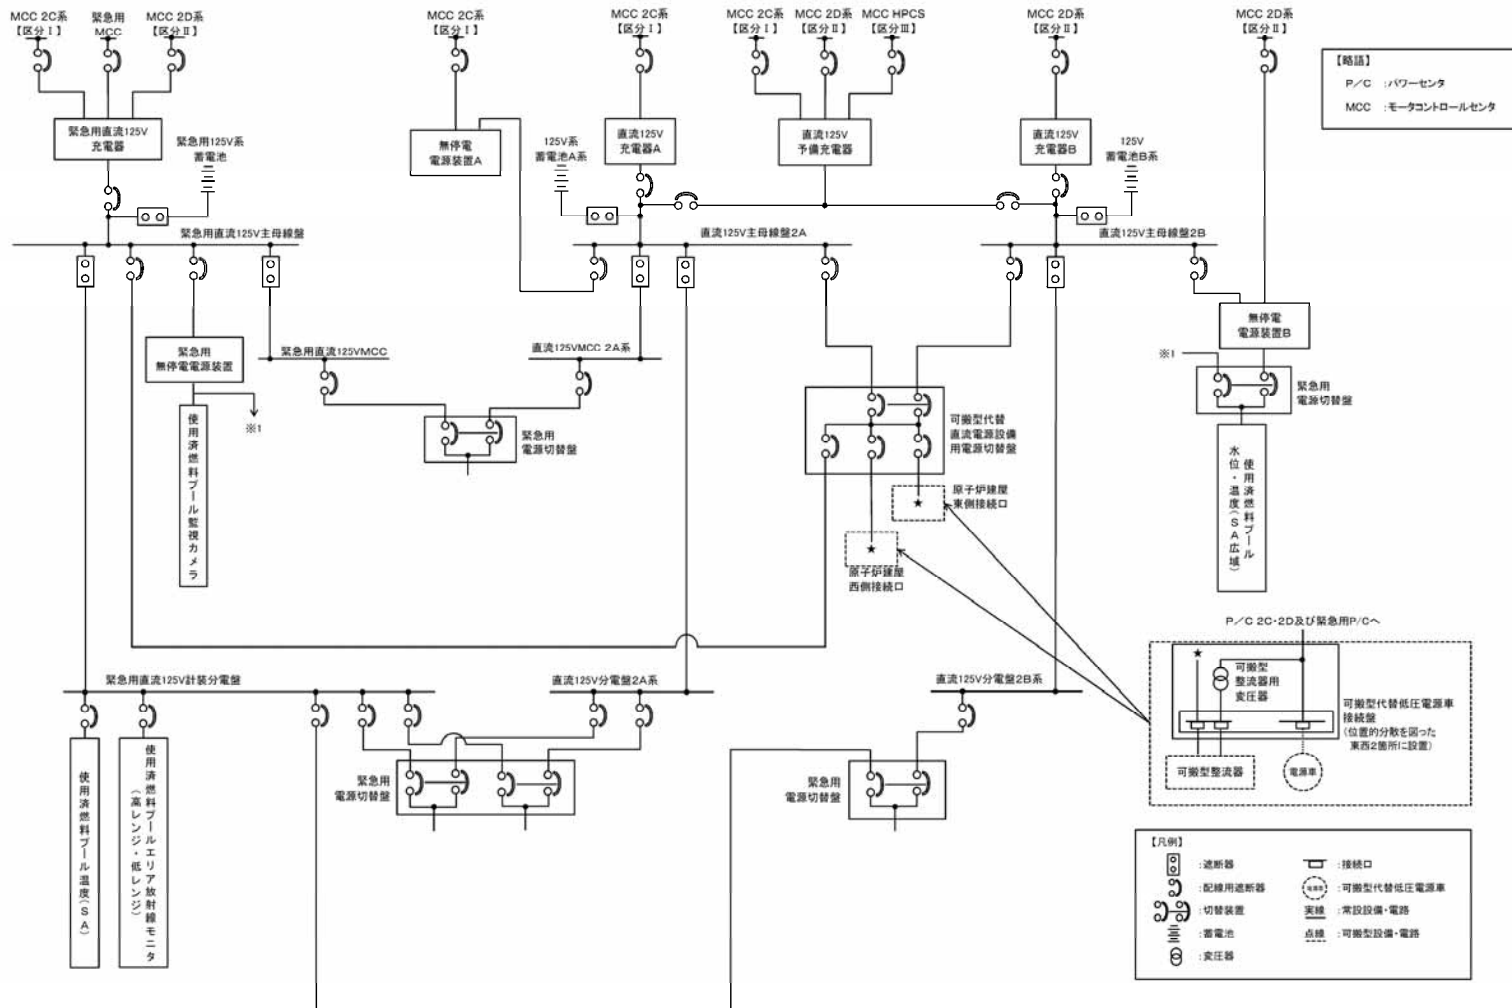 MCC 2C系
【区分Ⅰ】
緊急用
MCC
MCC 2D系
【区分Ⅱ】
MCC 2C系
【区分Ⅰ】
MCC 2C系
【区分Ⅰ】
MCC 2C系
【区分Ⅰ】
MCC 2D系
【区分Ⅱ】
MCC HPCS
【区分Ⅲ】
MCC 2D系
【区分Ⅱ】
MCC 2D系
【区分Ⅱ】
【略語】
P/C :パワーセンタ
MCC :モータコントロールセンタ
緊急用直流125V
充電器
緊急用125V系
蓄電池
無停電
電源装置A
125V系
蓄電池A系
直流125V
充電器A
直流125V
予備充電器
直流125V
充電器B
125V
蓄電池B系
緊急用直流125V主母線盤
直流125V主母線盤2A
直流125V主母線盤2B
無停電
電源装置B
緊急用
無停電電源装置
緊急用直流125VMCC
直流125VMCC 2A系
※1
※1
緊急用
電源切替盤
緊急用
電源切替盤
可搬型代替
直流電源設備
用電源切替盤
使用済燃料プール監視カメラ
使用済燃料プール
水位・温度(SA広域)
★
原子炉建屋
東側接続口
★
原子炉建屋
西側接続口
P/C 2C・2D及び緊急用P/Cへ
★
可搬型
整流器用
変圧器
可搬型代替低圧電源車
接続盤
(位置的分散を図った
東西2箇所に設置)
可搬型整流器
電源車
緊急用直流125V計装分電盤
直流125V分電盤2A系
直流125V分電盤2B系
緊急用
電源切替盤
緊急用
電源切替盤
使用済燃料プール温度(SA)
使用済燃料プールエリア放射線モニタ
(高レンジ・低レンジ)
【凡例】
:遮断器
:配線用遮断器
:切替装置
:蓄電池
:変圧器
:接続口
電源車 :可搬型代替低圧電源車
実線 :常設設備・電路
点線 :可搬型設備・電路